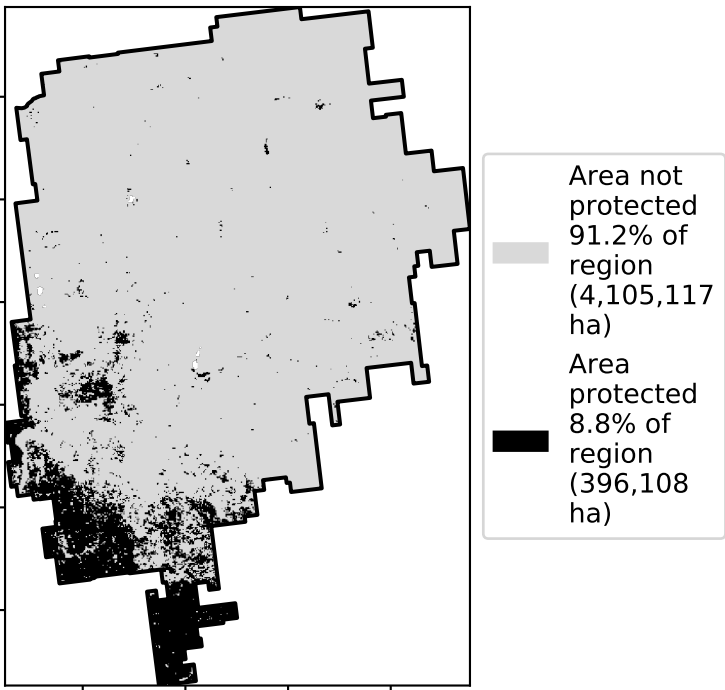 Area not
protected
91.2% of
region
(4,105,117
ha)
Area
protected
8.8% of
region
(396,108
ha)